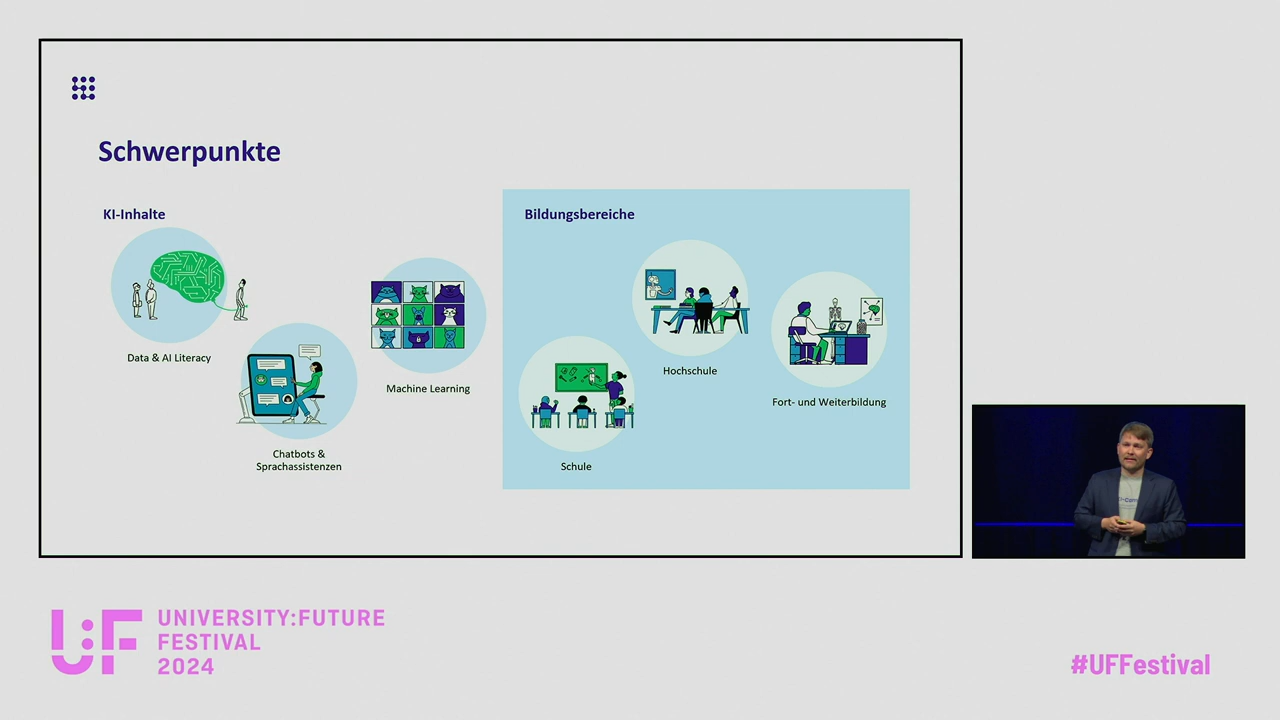 Schwerpunkte
KI-Inhalte
Data & AI Literacy
Chatbots &
Sprachassistenzen
Machine Learning
Bildungsbereiche
Schule
Hochschule
Fort- und Weiterbildung
U:F
UNIVERSITY:FUTURE
FESTIVAL
2024
#UFFestival